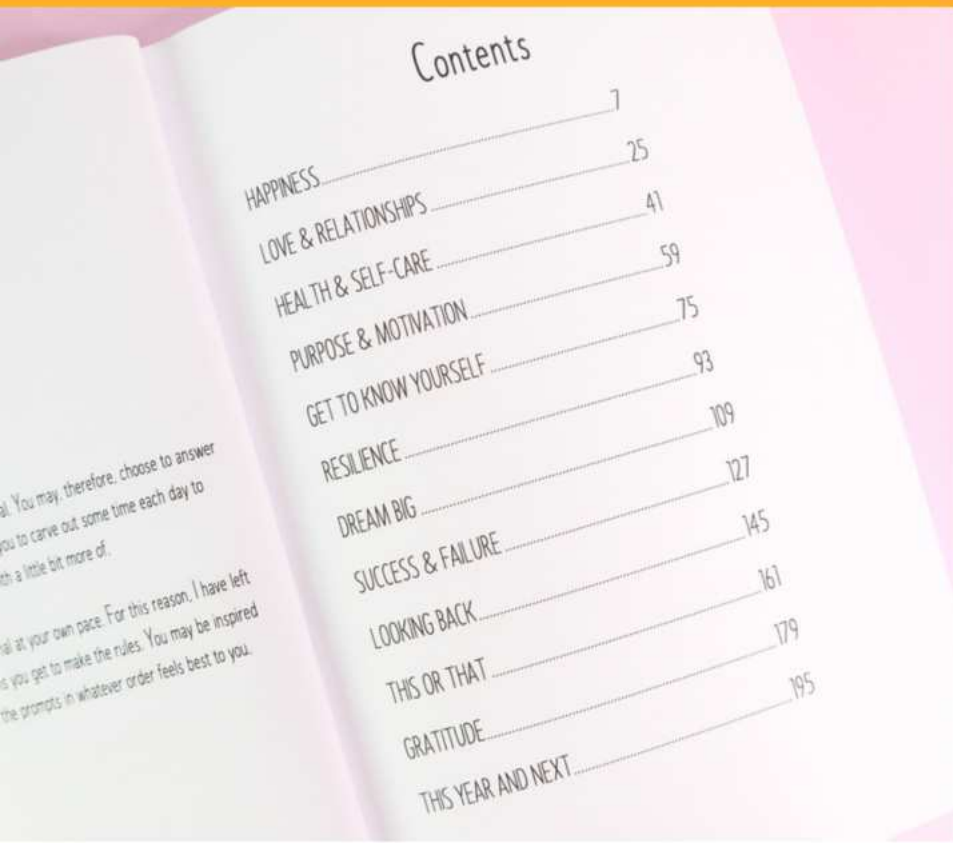 al. You may, therefore, choose to answer
you to carve out some time each day to
a little bit more of.
at your own pace. For this reason, I have left
you get to make the rules. You may be inspired
the prompts in whatever order feels best to you.
Contents
HAPPINESS.....7
LOVE & RELATIONSHIPS.....25
HEALTH & SELF-CARE.....41
PURPOSE & MOTIVATION.....59
GET TO KNOW YOURSELF.....75
RESILIENCE.....93
DREAM BIG.....109
SUCCESS & FAILURE.....127
LOOKING BACK.....145
THIS OR THAT.....161
GRATITUDE.....179
THIS YEAR AND NEXT.....195